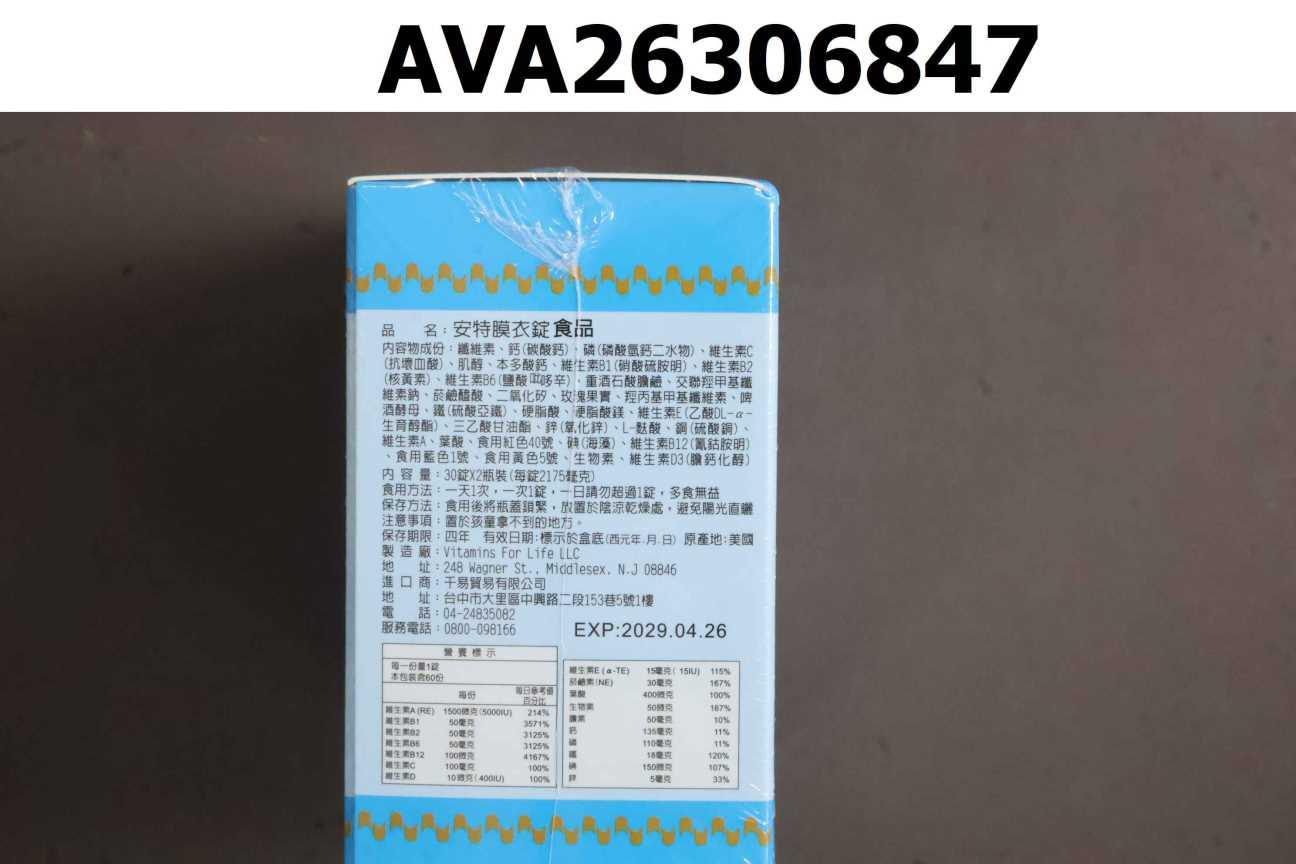 AVA26306847
品 名：安特膜衣錠食品
內容物成份：纖維素、鈣(碳酸鈣)、磷(磷酸氫鈣二水物)、維生素C
(抗壞血酸)、肌醇、本多酸鈣、維生素B1(硝酸硫胺明)、維生素B2
(核黃素)、維生素B6(鹽酸吡哆辛)、重酒石酸膽鹼、交聯羥甲基纖
維素鈉、菸鹼醯胺、二氧化矽、玫瑰果實、羥丙基甲基纖維素、啤
酒酵母、鐵(硫酸亞鐵)、硬脂酸、硬脂酸鎂、維生素E(乙酸DL-α-
生育醇酯)、三乙酸甘油酯、鋅(氧化鋅)、L-麩酸、銅(硫酸銅)、
維生素A、葉酸、食用紅色40號、碘(海藻)、維生素B12(氰鈷胺明)
、食用藍色1號、食用黃色5號、生物素、維生素D3(膽鈣化醇)
內 容 量：30錠X2瓶裝(每錠2175毫克)
食用方法：一天1次，一次1錠，一日請勿超過1錠，多食無益
保存方法：食用後將瓶蓋鎖緊，放置於陰涼乾燥處，避免陽光直曬
注意事項：置於孩童拿不到的地方。
保存期限：四年 有效日期:標示於盒底(西元年.月.日) 原產地:美國
製 造 廠：Vitamins For Life LLC
地 址：248 Wagner St., Middlesex, N.J 08846
進 口 商：千易貿易有限公司
地 址：台中市大里區中興路二段153巷5號1樓
電 話：04-24835082
服務電話：0800-098166
EXP:2029.04.26
營 養 標 示
每一份量1錠
本包裝含60份
每份 每日參考值百分比
維生素A (RE) 1500微克(5000IU) 214%
維生素B1 50毫克 3571%
維生素B2 50毫克 3125%
維生素B6 50毫克 3125%
維生素B12 100微克 4167%
維生素C 100毫克 100%
維生素D 10微克(400IU) 100%
維生素E (α-TE) 15毫克( 15IU) 115%
菸鹼素(NE) 30毫克 167%
葉酸 400微克 100%
生物素 50微克 167%
膽素 50毫克 10%
鈣 135毫克 11%
磷 110毫克 11%
鐵 18毫克 120%
碘 150微克 107%
鋅 5毫克 33%